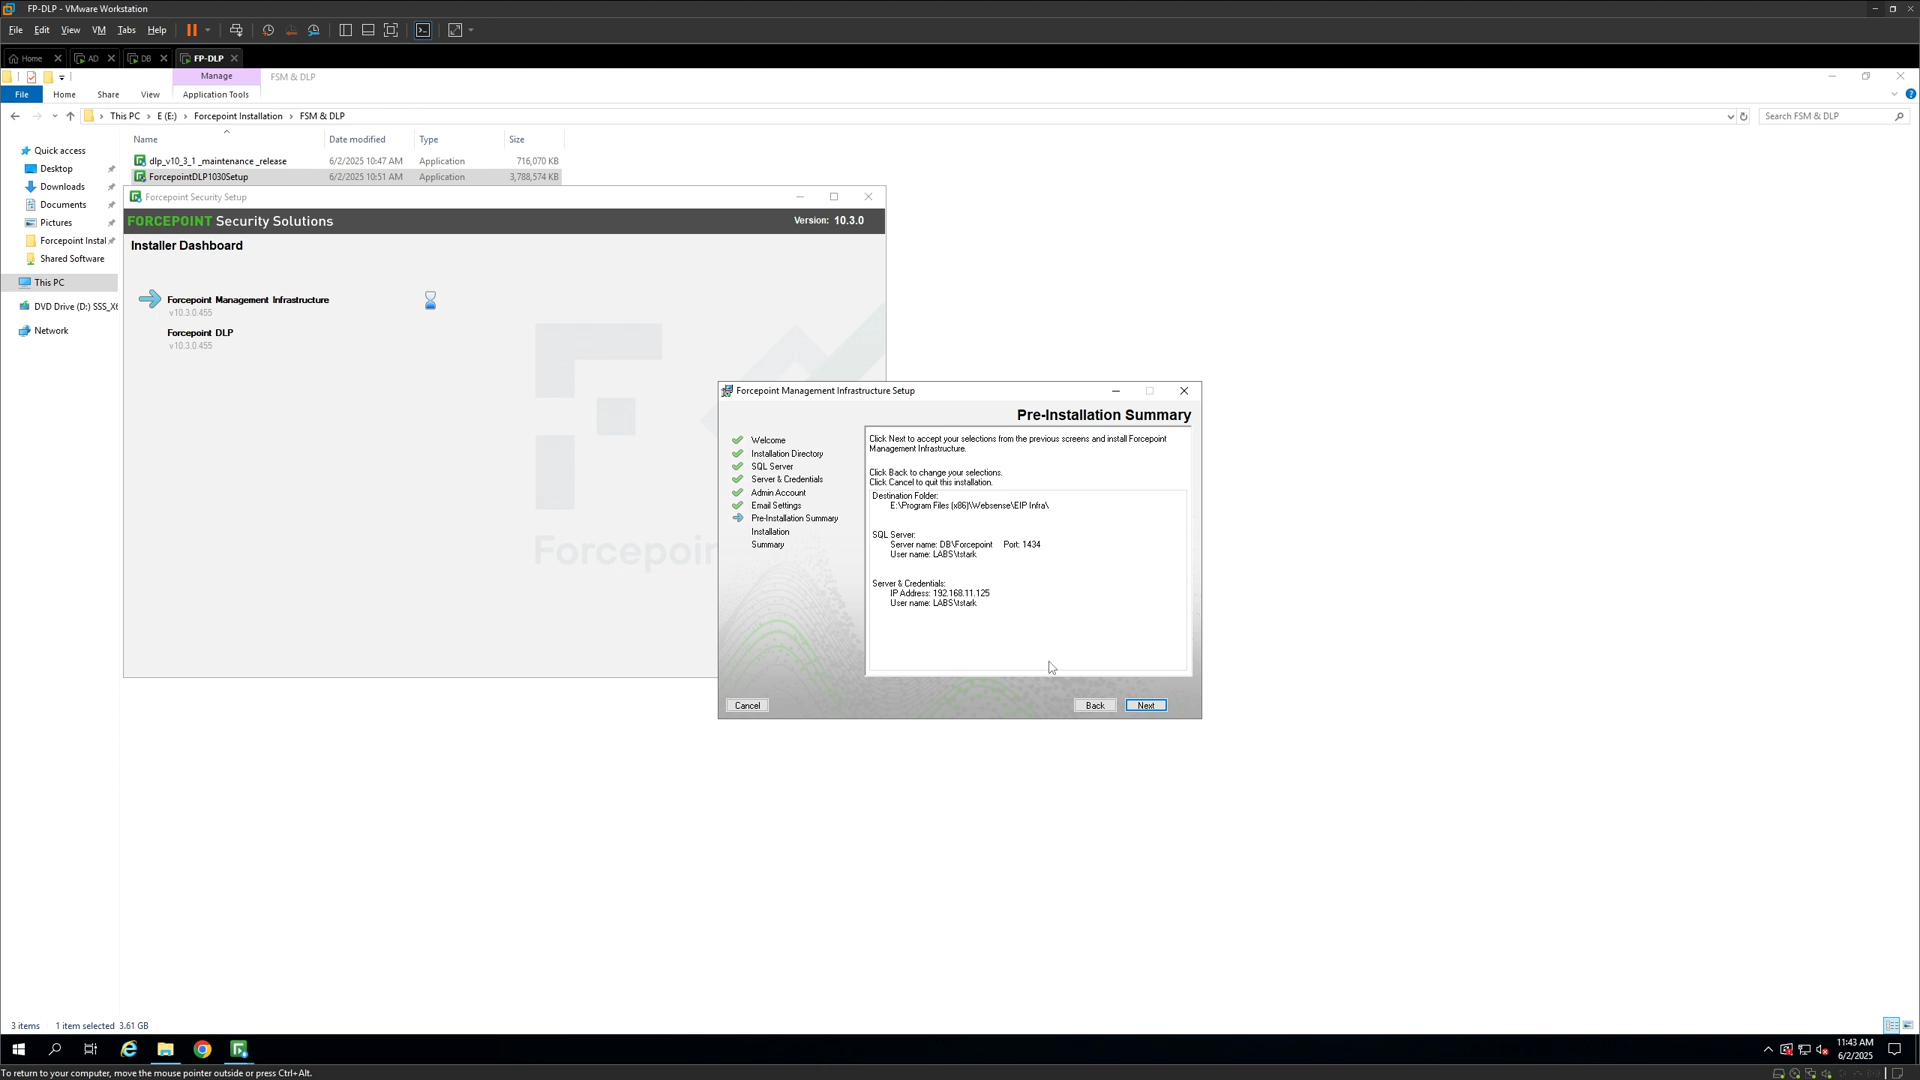 FP-DLP - VMware Workstation
File Edit View VM Tabs Help
Home AD DB FP-DLP
Manage FSM & DLP
File Home Share View Application Tools
This PC E (E:) Forcepoint Installation FSM & DLP
Search FSM & DLP
Name Date modified Type Size
dlp_v10_3_1 _maintenance _release 6/2/2025 10:47 AM Application 716,070 KB
ForcepointDLP1030Setup 6/2/2025 10:51 AM Application 3,788,574 KB
Quick access
Desktop
Downloads
Documents
Pictures
Forcepoint Instal
Shared Software
This PC
DVD Drive (D:) SSS_X6
Network
Forcepoint Security Setup
FORCEPOINT Security Solutions
Version: 10.3.0
Installer Dashboard
Forcepoint Management Infrastructure
v10.3.0.455
Forcepoint DLP
v10.3.0.455
Forcepoin
Forcepoint Management Infrastructure Setup
Pre-Installation Summary
Welcome
Installation Directory
SQL Server
Server & Credentials
Admin Account
Email Settings
Pre-Installation Summary
Installation
Summary
Click Next to accept your selections from the previous screens and install Forcepoint
Management Infrastructure.
Click Back to change your selections.
Click Cancel to quit this installation.
Destination Folder:
E:\Program Files (x86)\Websense\EIP Infra\
SQL Server:
Server name: DB\Forcepoint Port: 1434
User name: LABS\tstark
Server & Credentials:
IP Address: 192.168.11.125
User name: LABS\tstark
Cancel Back Next
3 items 1 item selected 3.61 GB
11:43 AM
6/2/2025
To return to your computer, move the mouse pointer outside or press Ctrl+Alt.